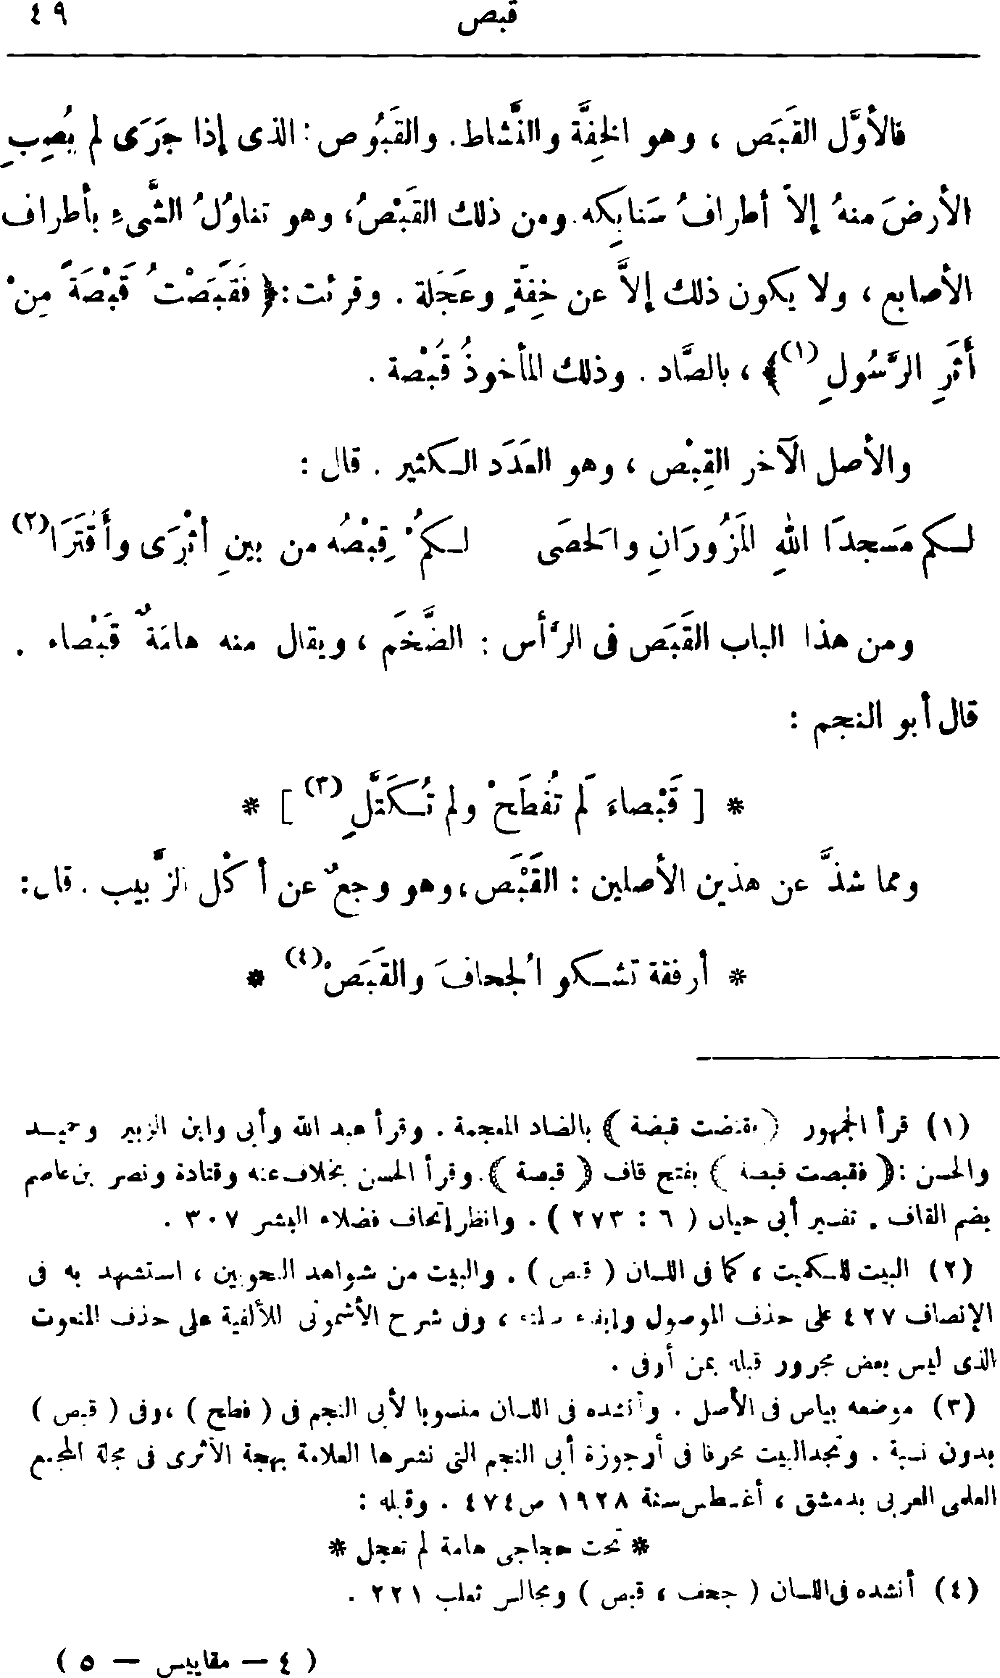 قبص ٤٩
فالأوَّل القبَص ، وهو الخِفَّة والنَّشاط. والقَبُوص: الذى إذا جَرَى لم يُصِبِ
الأرضَ منهُ إلاّ أطرافُ سَنابِكه. ومن ذلك القَبْصُ، وهو تناوُلُ الشَّىءِ بأطراف
الأصابع ، ولا يكون ذلك إلاَّ عن خِفَّةٍ وعَجَلة . وقرئت: ﴿ فَقَبَصْتُ قَبْصَةً مِنْ
أَثَرِ الرَّسُولِ (١)﴾ ، بالصَّاد . وذلك المأخوذُ قُبْصة .
والأصل الآخر القِبْص ، وهو العَدَد الكثير . قال :
لكم مَسجدَا اللهِ المَزُورَانِ والحَصَى لكمُ ْ قِبْصُه من بينِ أثْرَى وأَقْتَرَا(٢)
ومن هذا الباب القَبَص فى الرّأس : الضَّخَم ، ويقال منه هامَةٌ قَبْصاء .
قال أبو النجم :
* [ قَبْصاءَ لَم تُفطَحْ ولم تُكَتَّلِ (٣) ] *
ومما شذَّ عن هذين الأصلين : القَبَص ، وهو وجعٌ عن أكْل الزَّبيب . قال:
* أرفقة تشكو الجُحافَ والقَبَصْ(٤) *
(١) قرأ الجمهور ( فقبضت قبضة ﴾ بالضاد المعجمة . وقرأ عبد الله وأبى وابن الزبير وحميد
والحسن : ﴿ فقبصت قبصة ) بفتح قاف ﴿ قبصة ﴾. وقرأ الحسن بخلاف عنه وقتادة ونصر بن عاصم
بضم القاف . تفسير أبى حيان ( ٦ : ٢٧٣ ) . وانظر إتحاف فضلاء البشر ٣٠٧ .
(٢) البيت للكميت ، كما فى اللسان ( قبص ) . والبيت من شواهد النحويين ، استشهد به فى
الإنصاف ٤٢٧ على حذف الموصول وإبقاء صلته ، وفى شرح الأشمونى للألفية على حذف المنعوت
الذى ليس بعض مجرور قبله بمن أوفى .
(٣) موضعه بياض فى الأصل . وأنشده فى اللسان منسوبا لأبى النجم فى ( فطح ) ، وفى ( قبص )
بدون نسبة . وتجد البيت محرفا فى أرجوزة أبى النجم التى نشرها العلامة بهجة الأثرى فى مجلة المجمع
العلمى العربى بدمشق ، أغسطس سنة ١٩٢٨ ص ٤٧٤ . وقبله :
* تحت حجاجى هامة لم تعجل *
(٤) أنشده فى اللسان ( جحف ، قبص ) ومجالس ثعلب ٢٢١ .
( ٤ — مقاييس — ٥ )